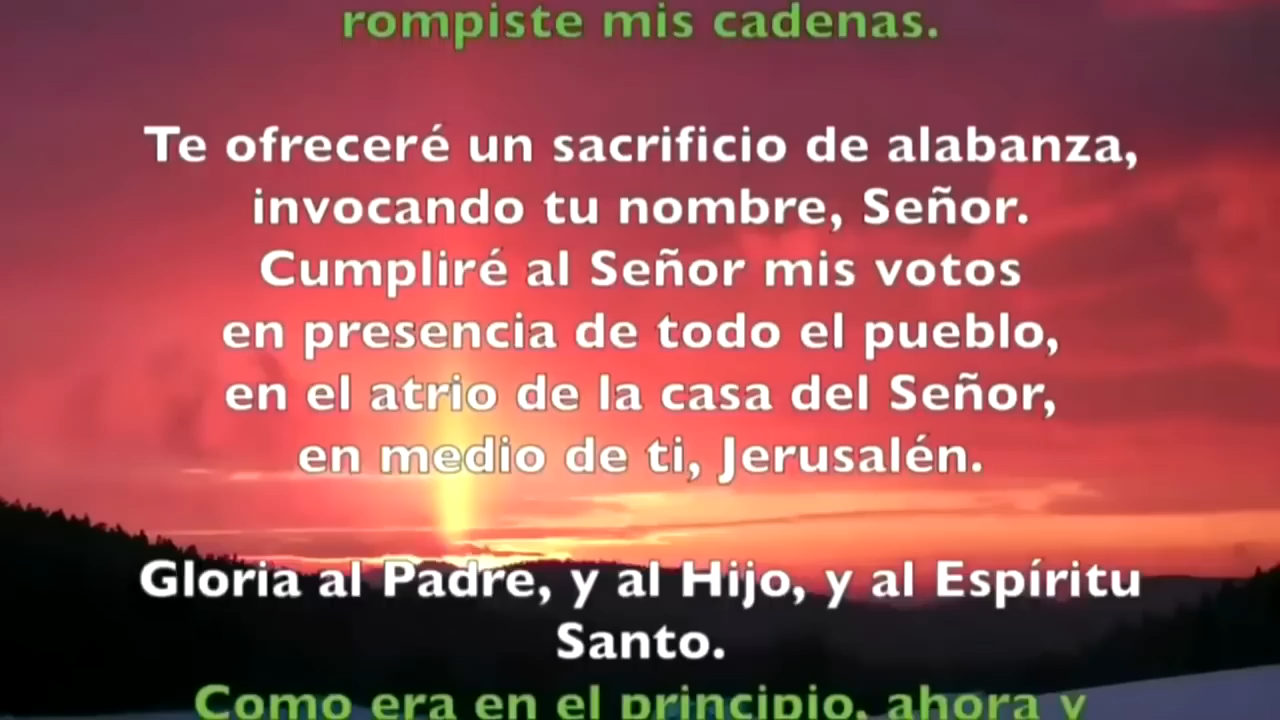 rompiste mis cadenas.
Te ofreceré un sacrificio de alabanza,
invocando tu nombre, Señor.
Cumpliré al Señor mis votos
en presencia de todo el pueblo,
en el atrio de la casa del Señor,
en medio de ti, Jerusalén.
Gloria al Padre, y al Hijo, y al Espíritu
Santo.
Como era en el principio, ahora y